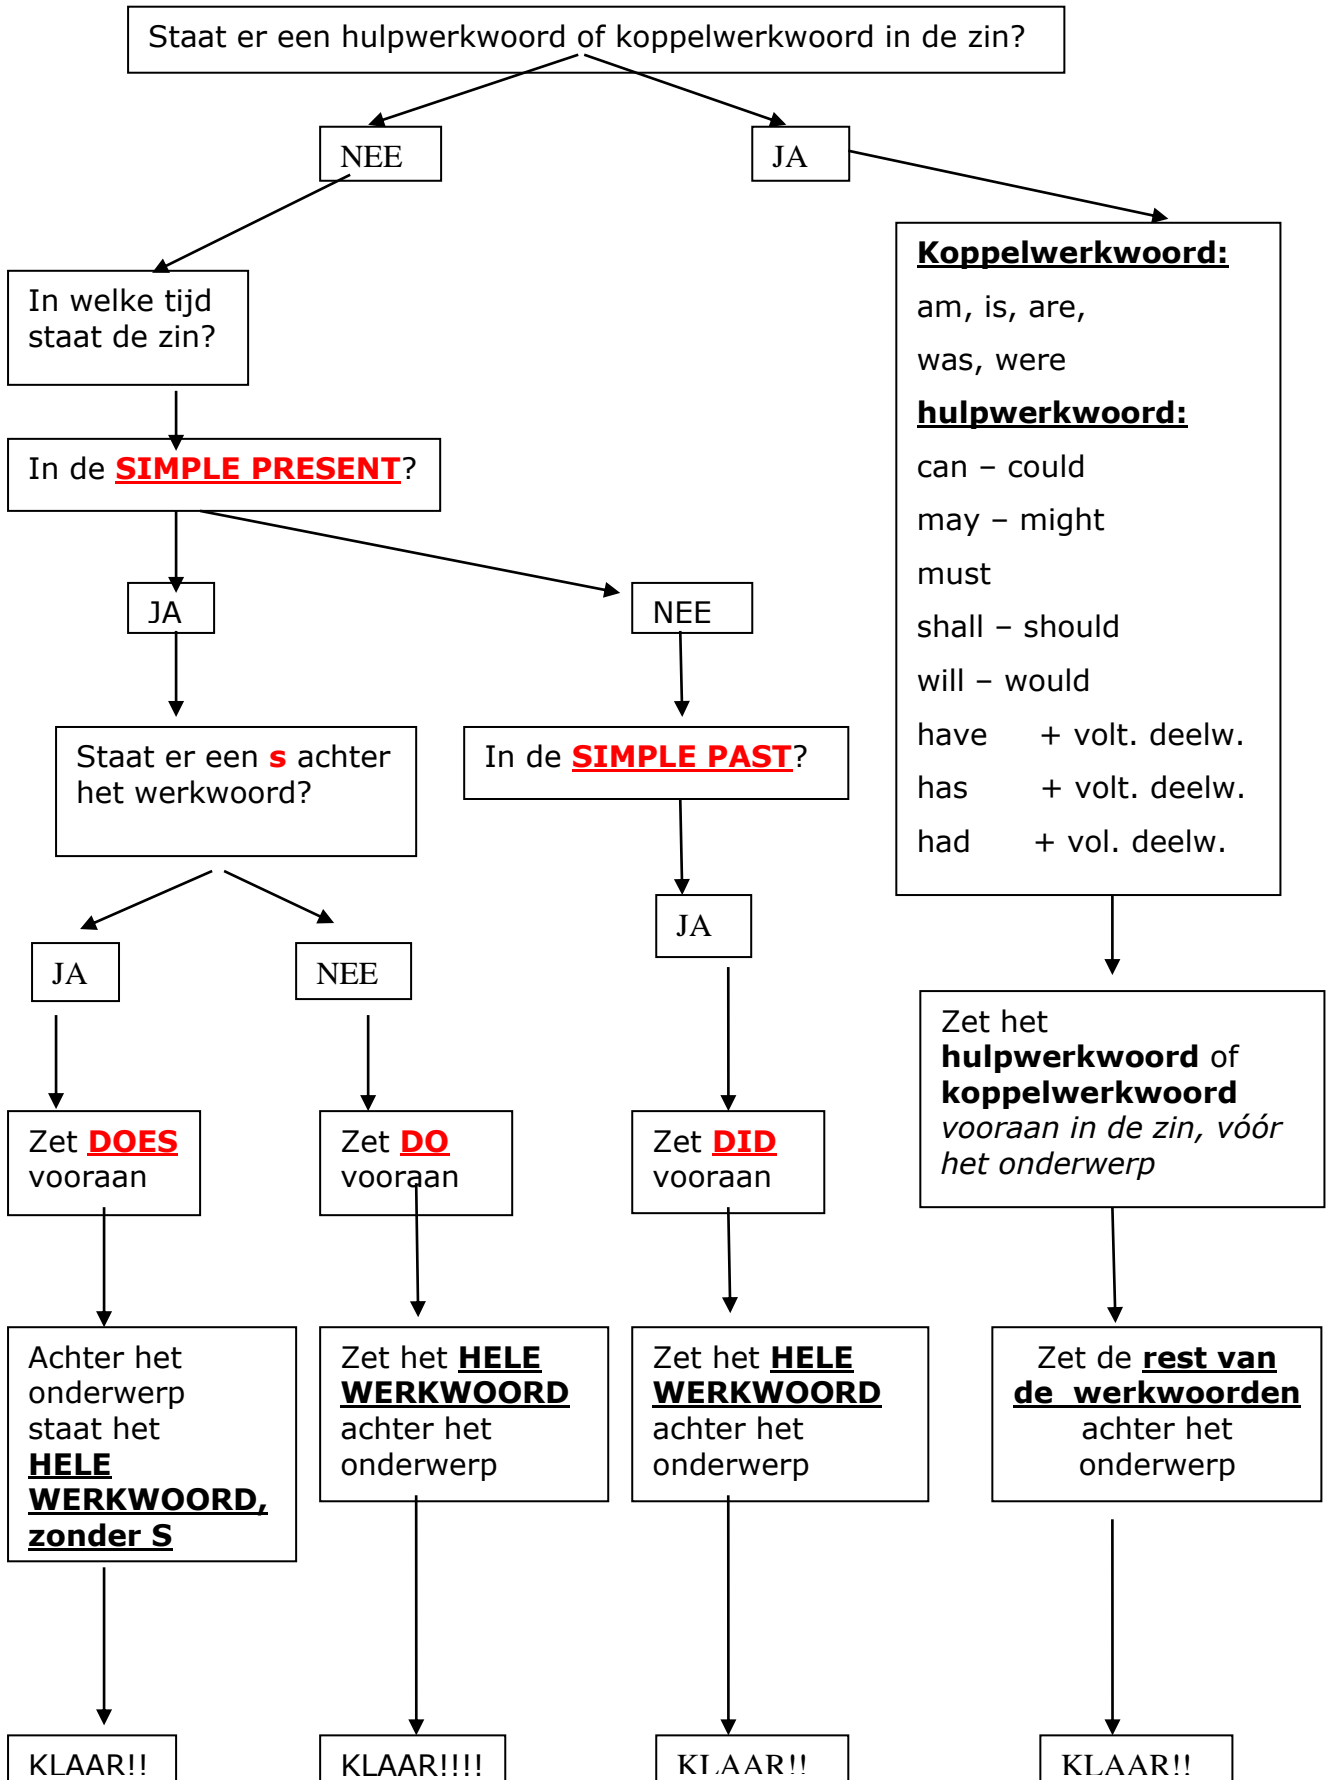 Staat er een hulpwerkwoord of koppelwerkwoord in de zin?
NEE
JA
In welke tijd
staat de zin?
In de SIMPLE PRESENT?
JA
NEE
Staat er een s achter
het werkwoord?
In de SIMPLE PAST?
Koppelwerkwoord:
am, is, are,
was, were
hulpwerkwoord:
can – could
may – might
must
shall – should
will – would
have + volt. deelw.
has + volt. deelw.
had + vol. deelw.
JA
NEE
JA
Zet DOES
vooraan
Zet DO
vooraan
Zet DID
vooraan
Zet het
hulpwerkwoord of
koppelwerkwoord
vooraan in de zin, vóór
het onderwerp
Achter het
onderwerp
staat het
HELE
WERKWOORD,
zonder S
Zet het HELE
WERKWOORD
achter het
onderwerp
Zet het HELE
WERKWOORD
achter het
onderwerp
Zet de rest van
de werkwoorden
achter het
onderwerp
KLAAR!!
KLAAR!!!!
KLAAR!!
KLAAR!!